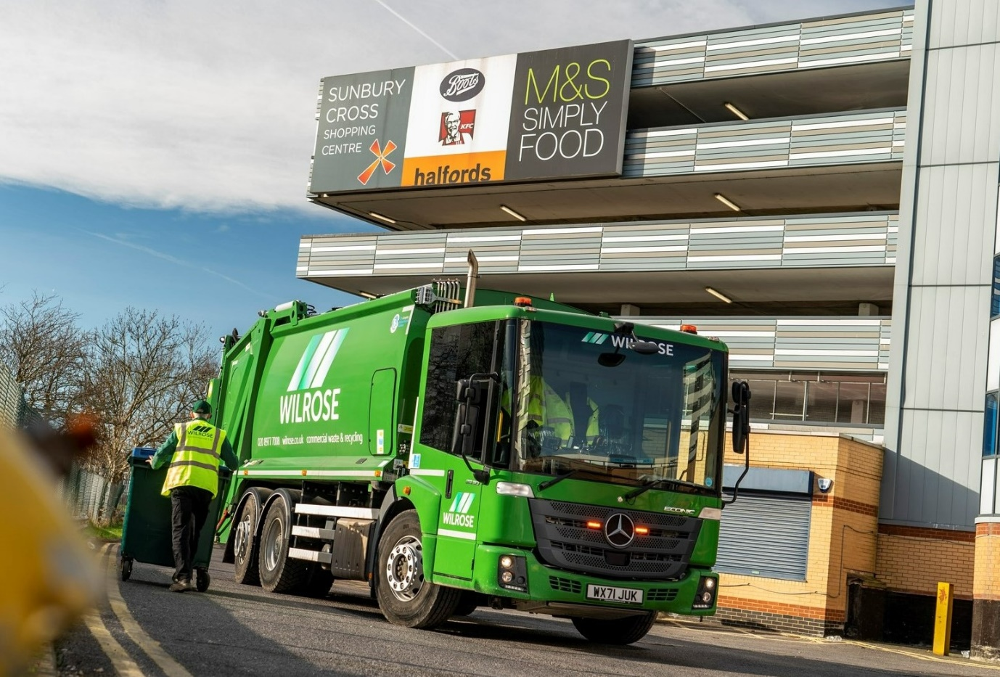 SUNBURY
CROSS
SHOPPING
CENTRE
Boots
KFC
halfords
M&S
SIMPLY
FOOD
WILROSE
WILROSE
020 8977 7008 wilrose.co.uk commercial waste & recycling
WILROSE
WILROSE
ECONIC
WX71 JUK